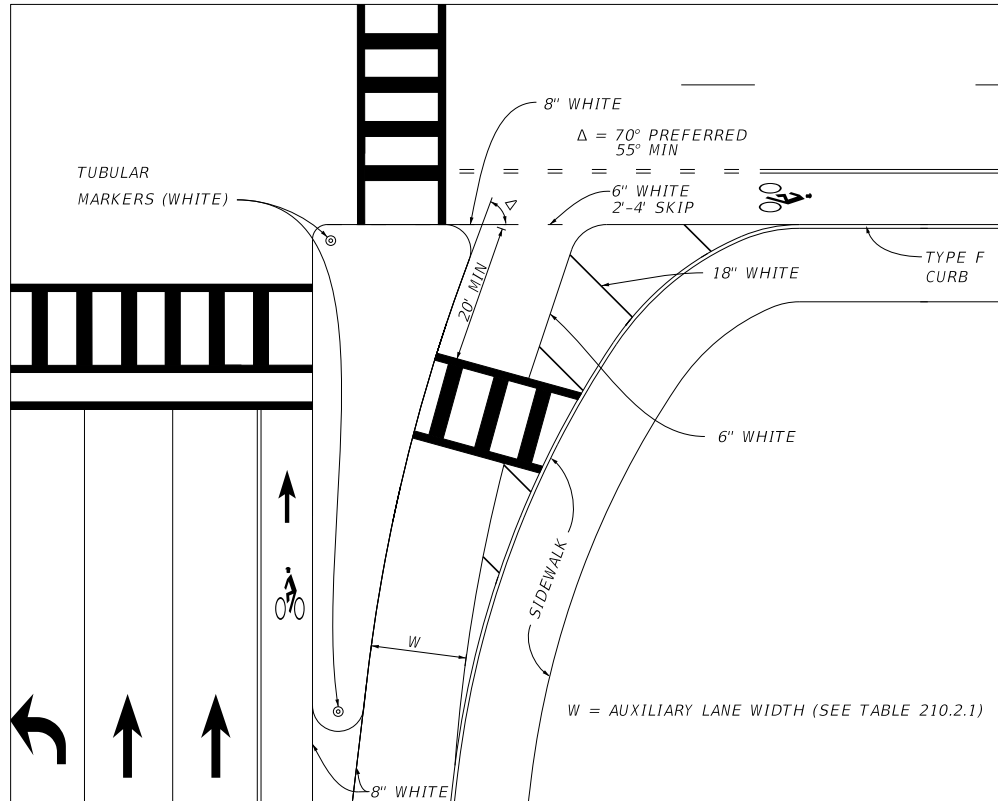 8" WHITE
Δ = 70° PREFERRED
55° MIN
TUBULAR
MARKERS (WHITE)
6" WHITE
2'-4' SKIP
Δ
TYPE F
CURB
18" WHITE
20' MIN
6" WHITE
SIDEWALK
W
W = AUXILIARY LANE WIDTH (SEE TABLE 210.2.1)
8" WHITE